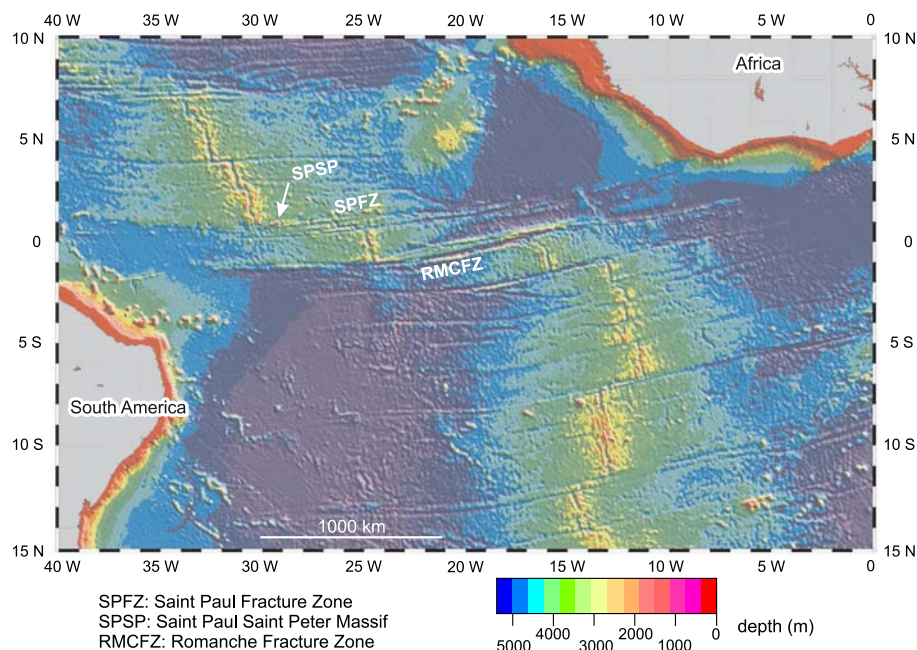 40 W 35 W 30 W 25 W 20 W 15 W 10 W 5 W 0
10 N 10 N
Africa
5 N 5 N
SPSP
SPFZ
0 0
RMCFZ
5 S 5 S
South America
10 S 10 S
1000 km
15 N 15 N
40 W 35 W 30 W 25 W 20 W 15 W 10 W 5 W 0
SPFZ: Saint Paul Fracture Zone
SPSP: Saint Paul Saint Peter Massif
RMCFZ: Romanche Fracture Zone
4000 2000 0
depth (m)
5000 3000 1000